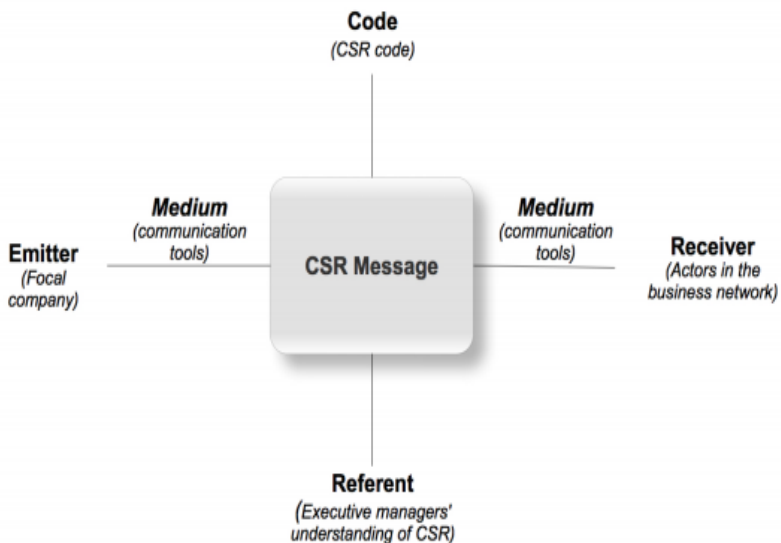 Code
(CSR code)
Medium
(communication
tools)
Medium
(communication
tools)
Emitter
(Focal
company)
CSR Message
Receiver
(Actors in the
business network)
Referent
(Executive managers'
understanding of CSR)